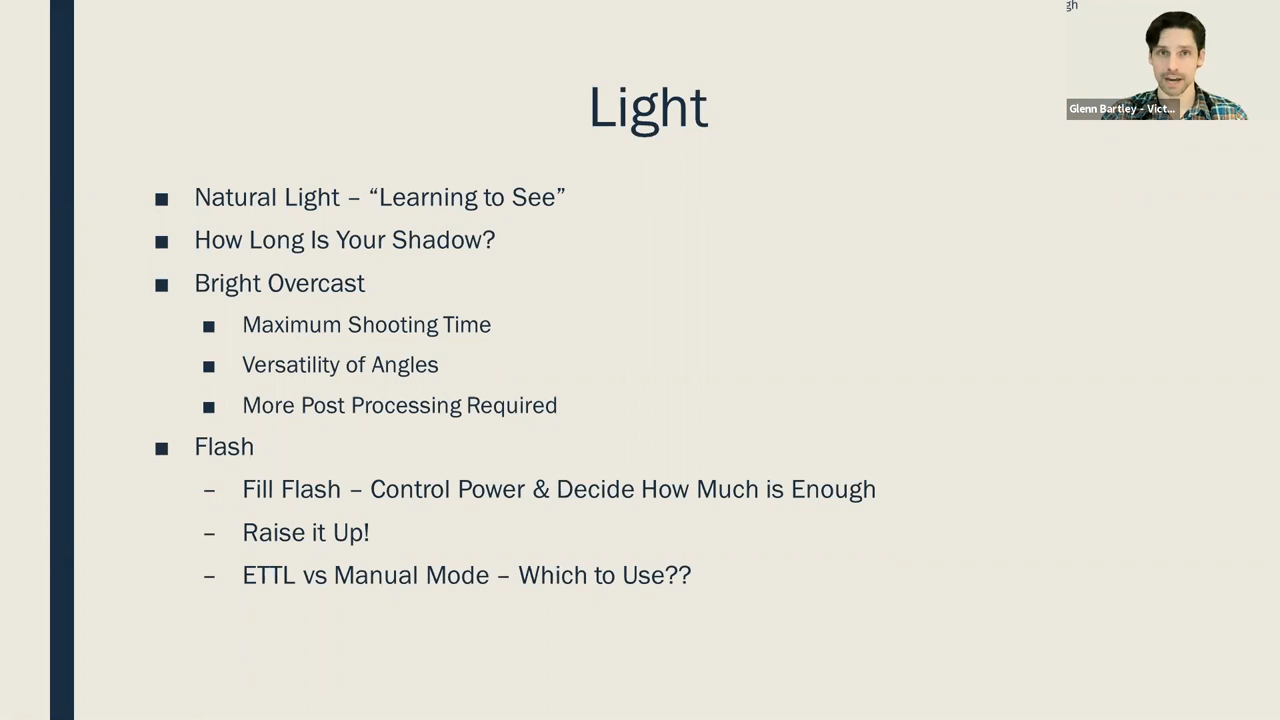 gh
Glenn Bartley - Vict...
Light
■ Natural Light – “Learning to See”
■ How Long Is Your Shadow?
■ Bright Overcast
■ Maximum Shooting Time
■ Versatility of Angles
■ More Post Processing Required
■ Flash
– Fill Flash – Control Power & Decide How Much is Enough
– Raise it Up!
– ETTL vs Manual Mode – Which to Use??